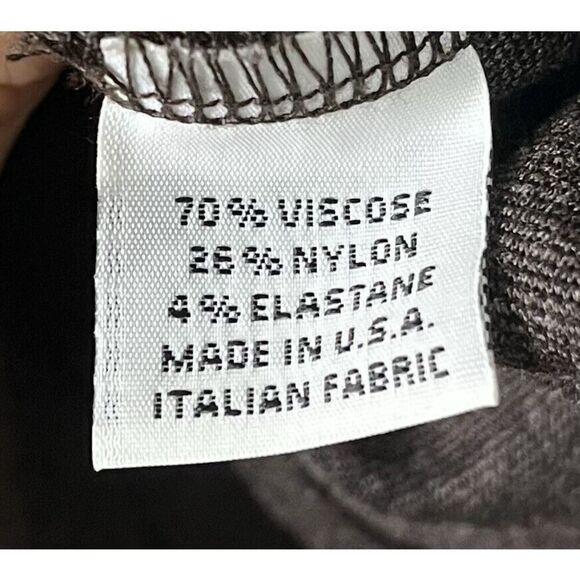 70% VISCOSE
26% NYLON
4% ELASTANE
MADE IN U.S.A.
ITALIAN FABRIC